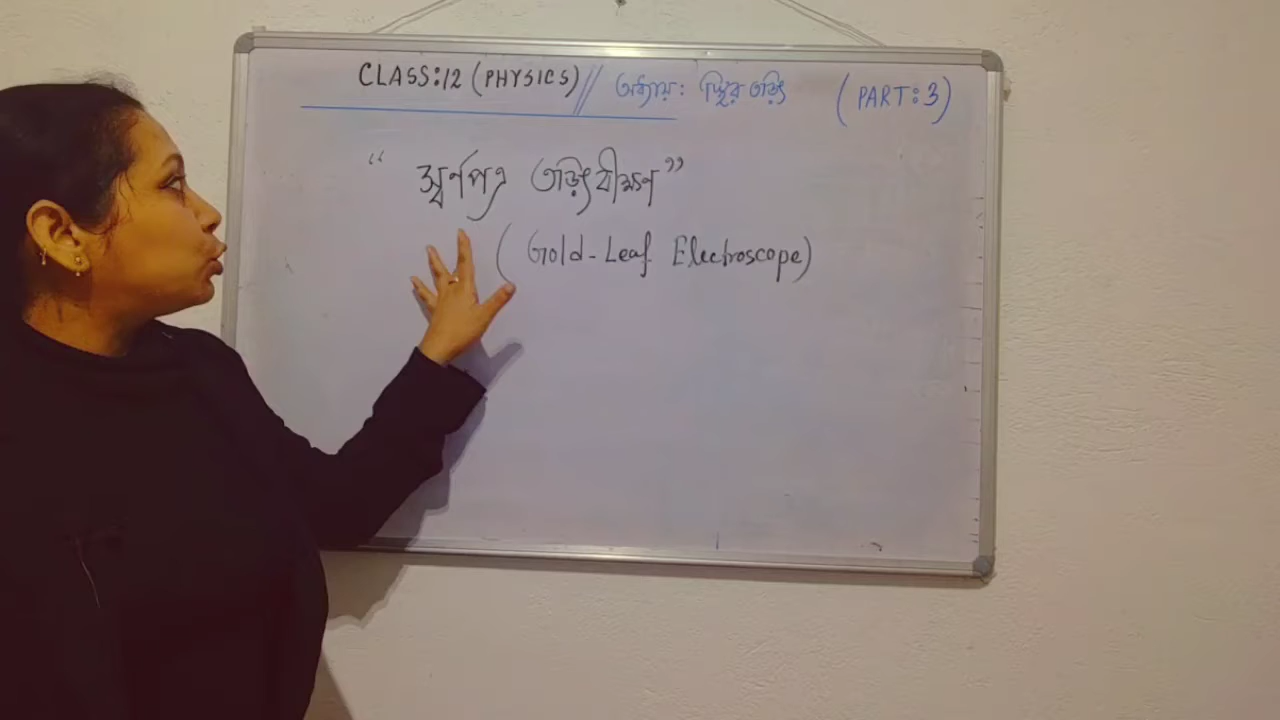 CLASS:12 (PHYSICS) // অধ্যায়: স্থির তড়িৎ (PART:3)
“ স্বর্ণপত্র তড়িৎবীক্ষণ”
(Gold-Leaf Electroscope)